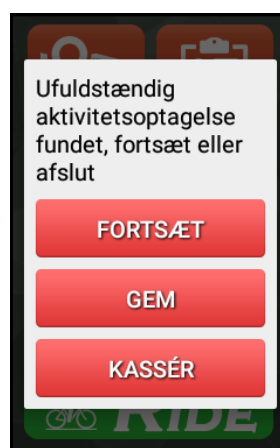 Ufuldstændig
aktivitetsoptagelse
fundet, fortsæt eller
afslut
FORTSÆT
GEM
KASSÉR
RIDE